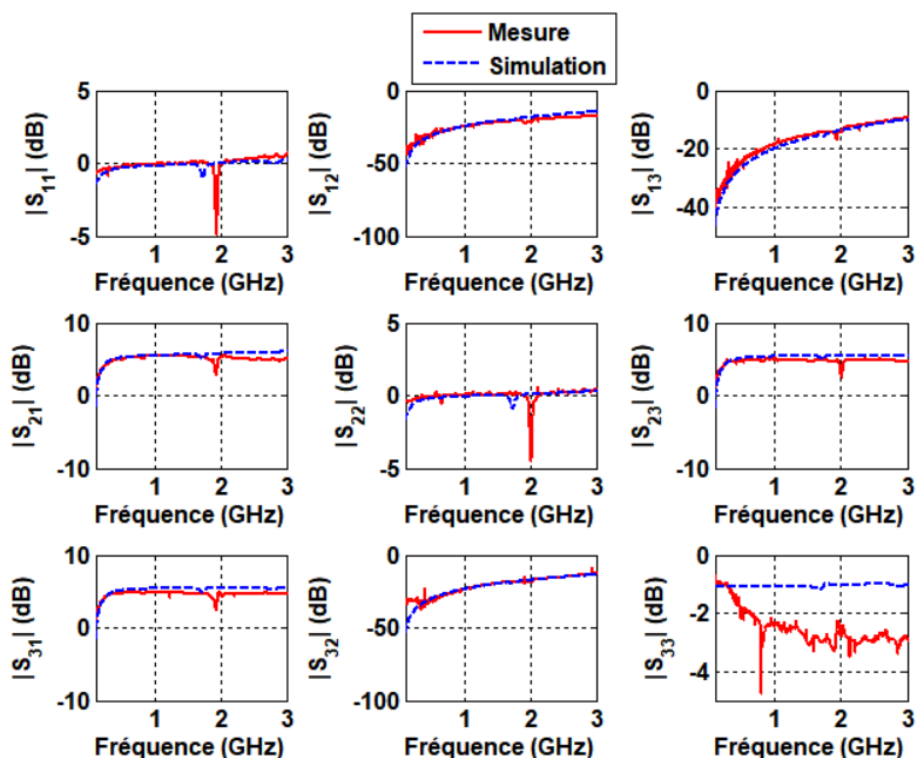 Mesure
Simulation
|S11| (dB)
5
0
-5
1 2 3
Fréquence (GHz)
|S12| (dB)
0
-50
-100
1 2 3
Fréquence (GHz)
|S13| (dB)
0
-20
-40
1 2 3
Fréquence (GHz)
|S21| (dB)
10
0
-10
1 2 3
Fréquence (GHz)
|S22| (dB)
5
0
-5
1 2 3
Fréquence (GHz)
|S23| (dB)
10
0
-10
1 2 3
Fréquence (GHz)
|S31| (dB)
10
0
-10
1 2 3
Fréquence (GHz)
|S32| (dB)
0
-50
-100
1 2 3
Fréquence (GHz)
|S33| (dB)
0
-2
-4
1 2 3
Fréquence (GHz)